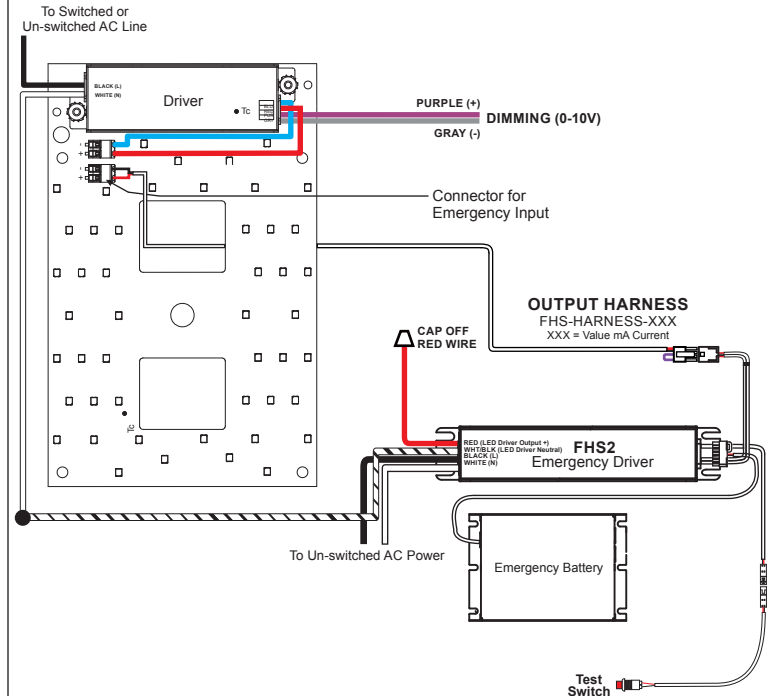 To Switched or
Un-switched AC Line
BLACK (L)
WHITE (N)
Driver
Tc
PURPLE (+)
DIMMING (0-10V)
GRAY (-)
-
+
-
+
Connector for
Emergency Input
OUTPUT HARNESS
FHS-HARNESS-XXX
XXX = Value mA Current
CAP OFF
RED WIRE
Tc
RED (LED Driver Output +)
WHT/BLK (LED Driver Neutral)
BLACK (L)
WHITE (N)
FHS2
Emergency Driver
To Un-switched AC Power
Emergency Battery
Test
Switch